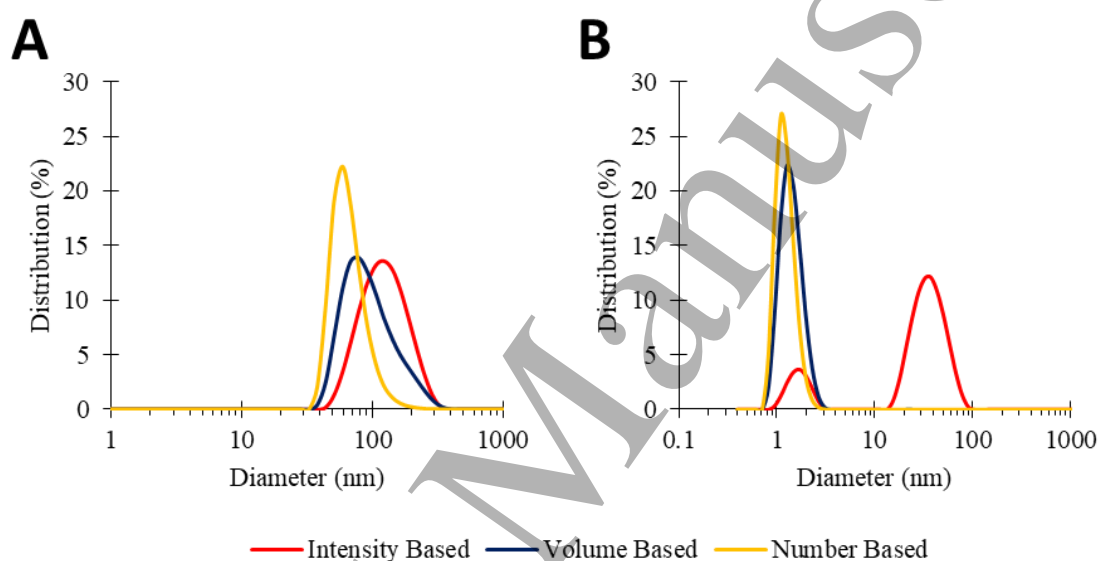 A
B
30
25
20
15
10
5
0
Distribution (%)
1
10
100
1000
Diameter (nm)
30
25
20
15
10
5
0
Distribution (%)
0.1
1
10
100
1000
Diameter (nm)
Intensity Based
Volume Based
Number Based
Manus